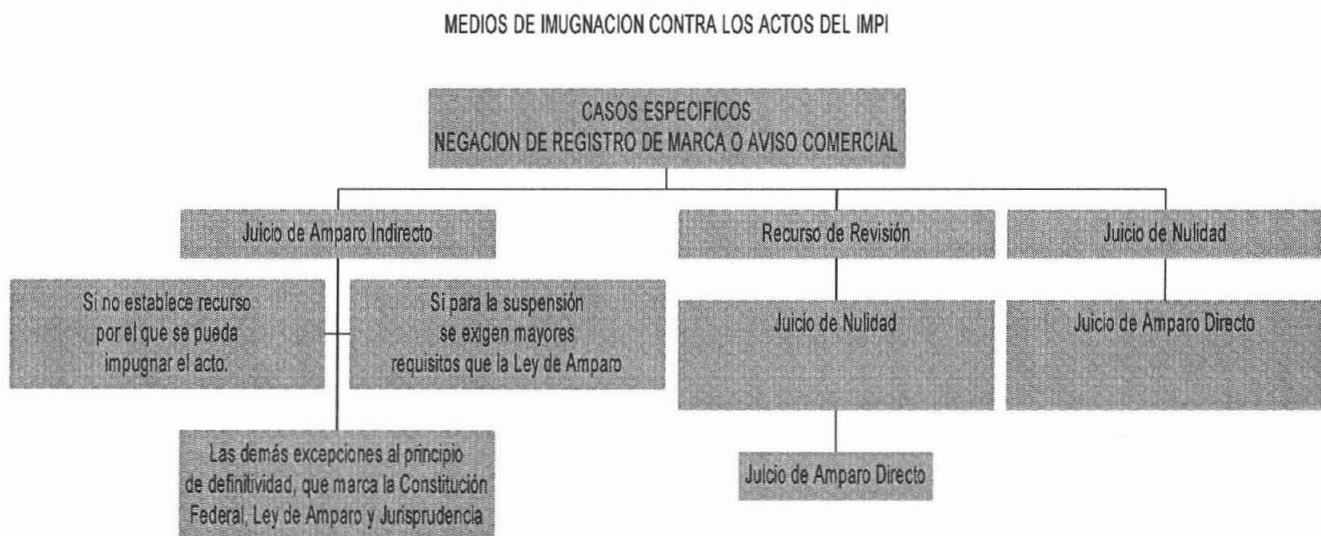 MEDIOS DE IMUGNACION CONTRA LOS ACTOS DEL IMPI
CASOS ESPECIFICOS
NEGACION DE REGISTRO DE MARCA O AVISO COMERCIAL
Juicio de Amparo Indirecto
Si no establece recurso
por el que se pueda
impugnar el acto.
Si para la suspensión
se exigen mayores
requisitos que la Ley de Amparo
Las demás excepciones al principio
de definitividad, que marca la Constitución
Federal, Ley de Amparo y Jurisprudencia
Recurso de Revisión
Juicio de Nulidad
Juicio de Amparo Directo
Juicio de Nulidad
Juicio de Amparo Directo